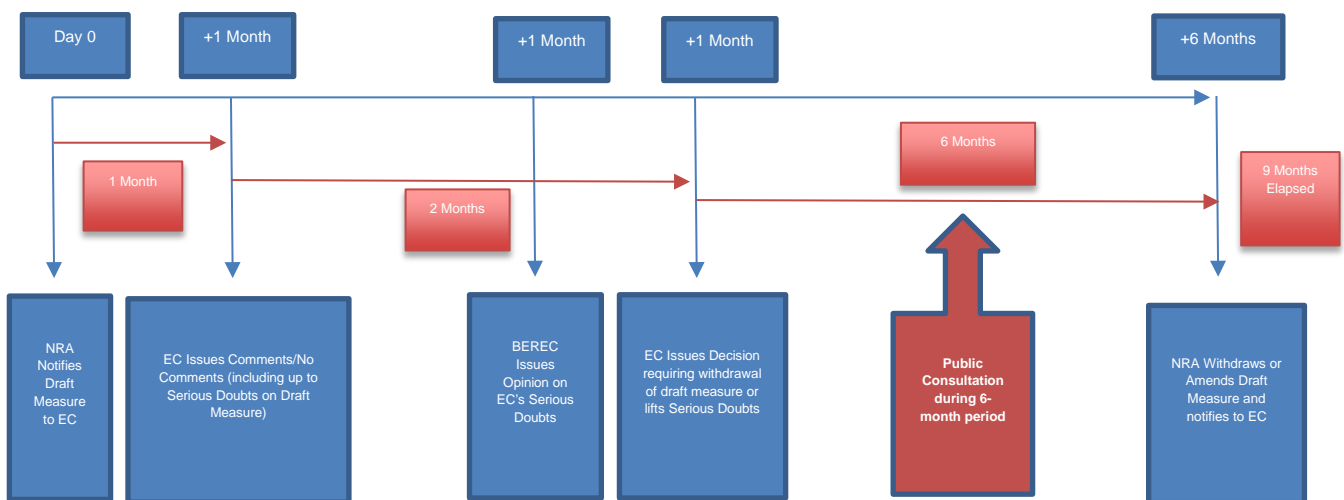 Day 0
+1 Month
+1 Month
+1 Month
+6 Months
1 Month
2 Months
6 Months
9 Months
Elapsed
NRA
Notifies
Draft
Measure
to EC
EC Issues Comments/No
Comments (including up to
Serious Doubts on Draft
Measure)
BEREC
Issues
Opinion on
EC's Serious
Doubts
EC Issues Decision
requiring withdrawal
of draft measure or
lifts Serious Doubts
Public
Consultation
during 6-
month period
NRA Withdraws or
Amends Draft
Measure and
notifies to EC